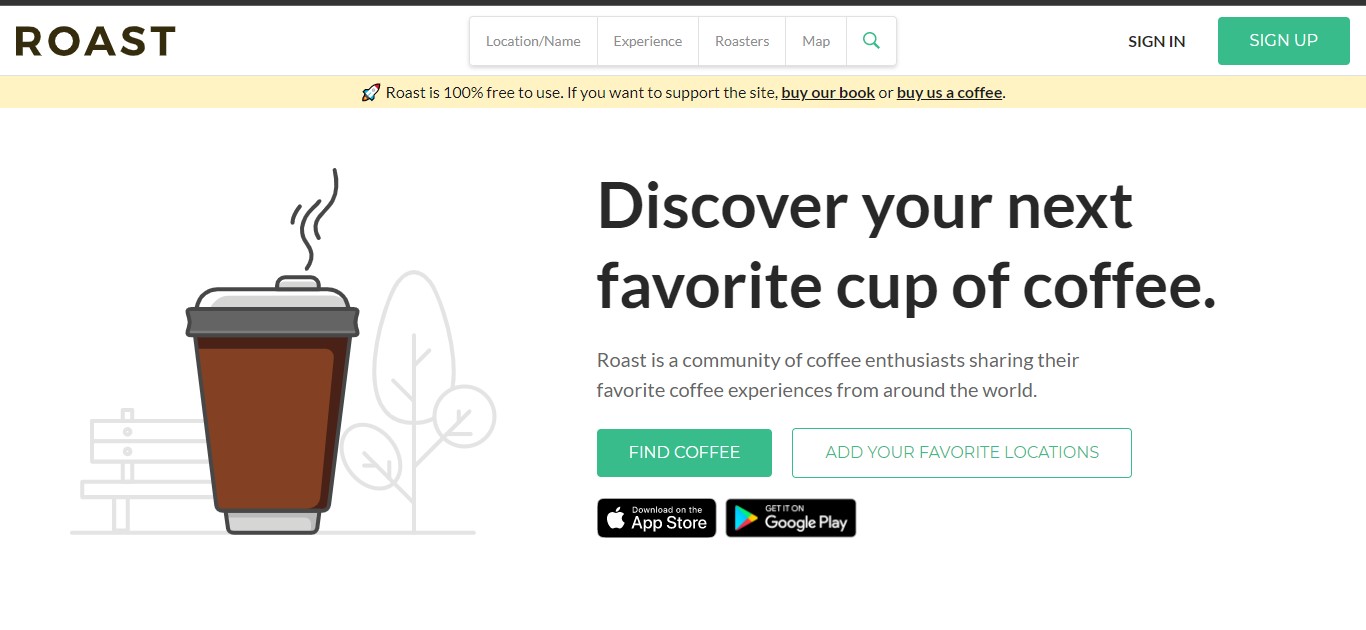 ROAST
Location/Name
Experience
Roasters
Map
SIGN IN
SIGN UP
🚀 Roast is 100% free to use. If you want to support the site, buy our book or buy us a coffee.
Discover your next
favorite cup of coffee.
Roast is a community of coffee enthusiasts sharing their
favorite coffee experiences from around the world.
FIND COFFEE
ADD YOUR FAVORITE LOCATIONS
Download on the
App Store
GET IT ON
Google Play